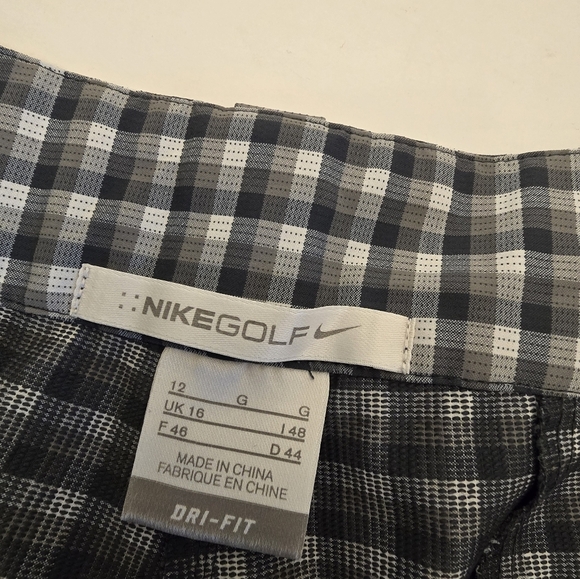 NIKEGOLF
12 G G
UK 16 I 48
F 46 D 44
MADE IN CHINA
FABRIQUE EN CHINE
DRI-FIT